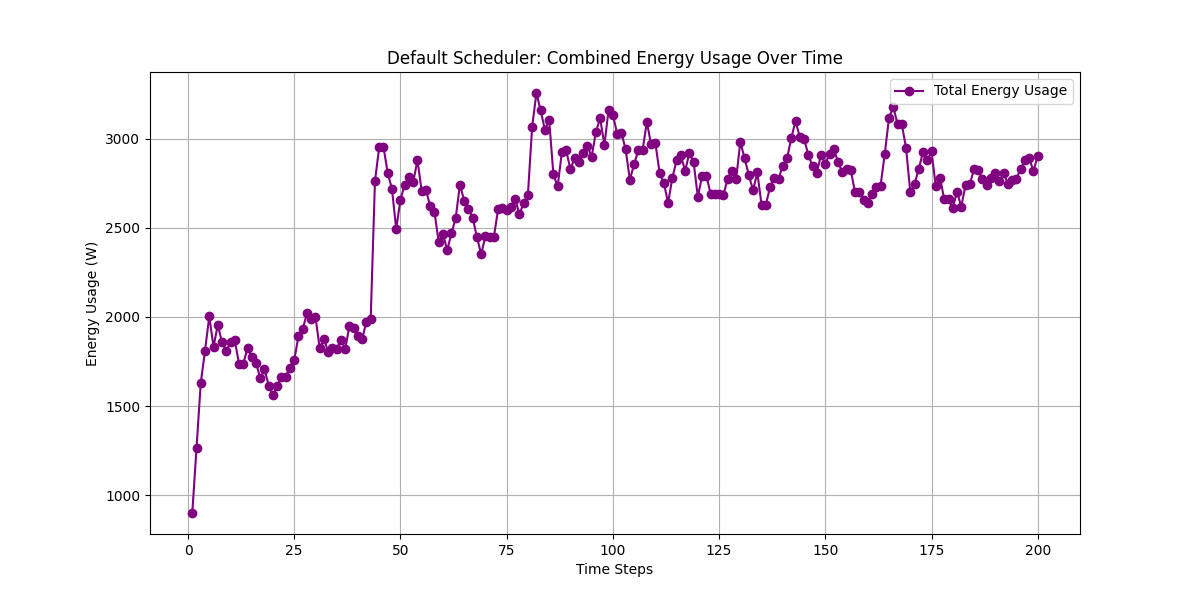 Default Scheduler: Combined Energy Usage Over Time
Total Energy Usage
Energy Usage (W)
3000
2500
2000
1500
1000
0 25 50 75 100 125 150 175 200
Time Steps